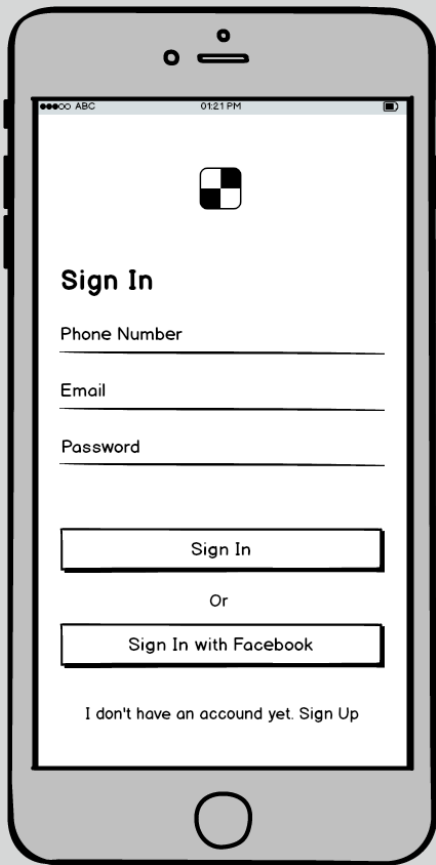 ABC 01:21 PM
Sign In
Phone Number
Email
Password
Sign In
Or
Sign In with Facebook
I don't have an accound yet. Sign Up